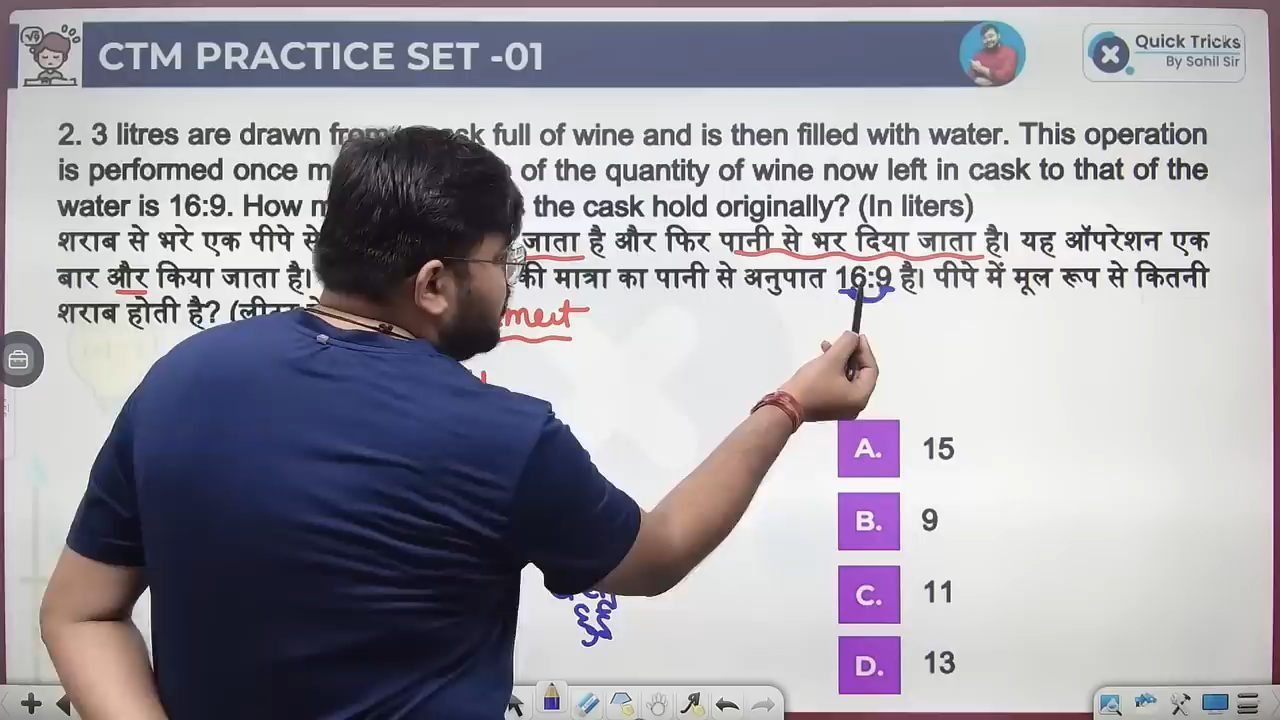 CTM PRACTICE SET -01
Quick Tricks
By Sahil Sir
2. 3 litres are drawn from full of wine and is then filled with water. This operation
is performed once of the quantity of wine now left in cask to that of the
water is 16:9. How the cask hold originally? (In liters)
शराब से भरे एक पीपे से जाता है और फिर पानी से भर दिया जाता है। यह ऑपरेशन एक
बार और किया जाता है। की मात्रा का पानी से अनुपात 16:9 है। पीपे में मूल रूप से कितनी
शराब होती है?
A. 15
B. 9
C. 11
D. 13